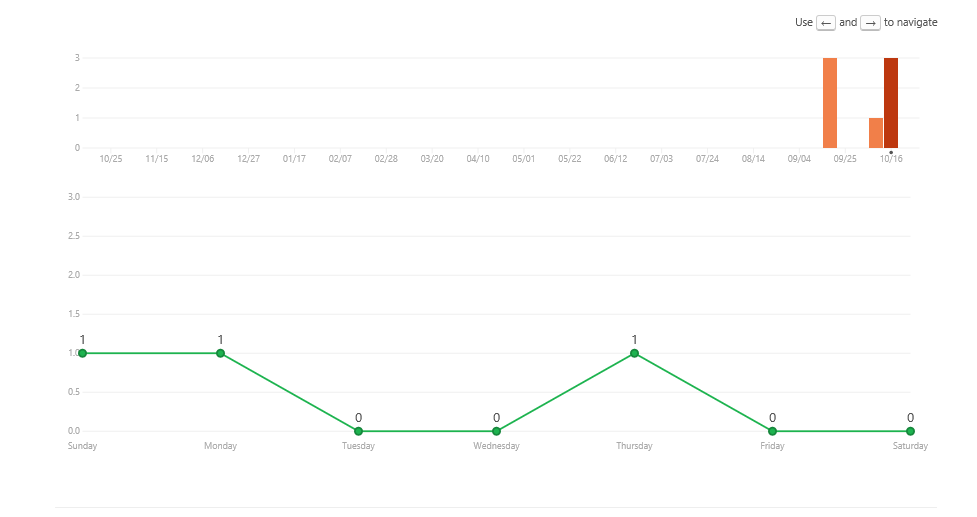 Use ← and → to navigate
3
2
1
0
10/25 11/15 12/06 12/27 01/17 02/07 02/28 03/20 04/10 05/01 05/22 06/12 07/03 07/24 08/14 09/04 09/25 10/16
3.0
2.5
2.0
1.5
1 1 1
1.0
0.5
0 0 0 0
0.0
Sunday Monday Tuesday Wednesday Thursday Friday Saturday